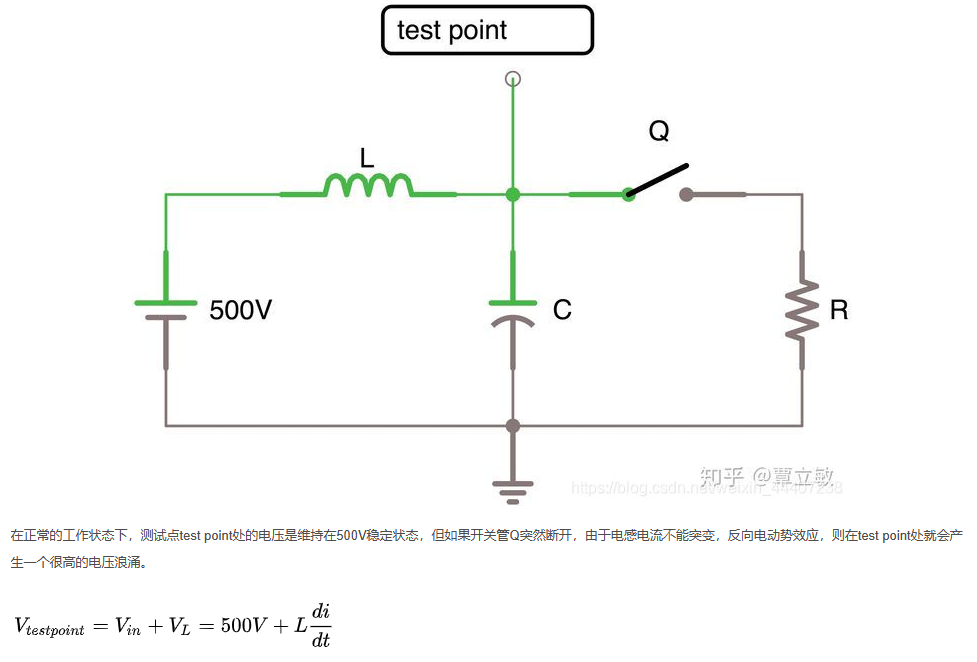 test point
Q
L
500V
C
R
知乎 @覃立敏
在正常的工作状态下，测试点test point处的电压是维持在500V稳定状态，但如果开关管Q突然断开，由于电感电流不能突变，反向电动势效应，则在test point处就会产
生一个很高的电压浪涌。
V_{testpoint} = V_{in} + V_L = 500V + L\frac{di}{dt}